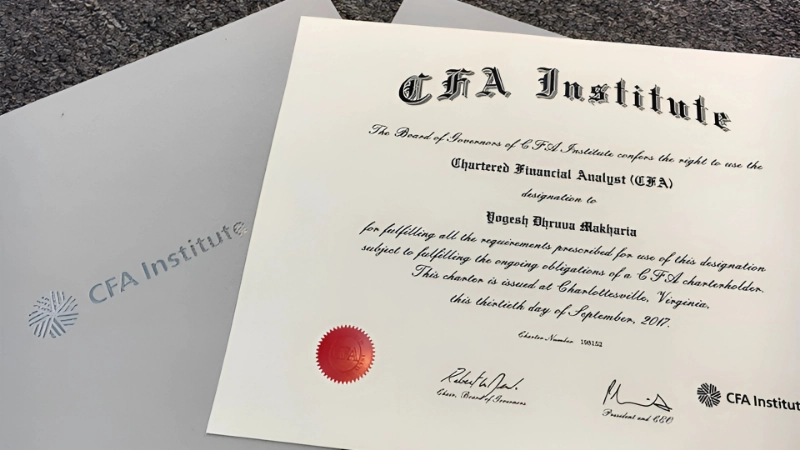 CFA Institute
The Board of Governors of CFA Institute confers the right to use the
Chartered Financial Analyst (CFA)
designation to
Yogesh Dhruva Makharia
for fulfilling all the requirements prescribed for use of this designation
subject to fulfilling the ongoing obligations of a CFA charterholder.
This charter is issued at Charlottesville, Virginia,
this thirtieth day of September, 2017.
Charter Number 198152
CFA
Chair, Board of Governors
President and CEO
CFA Institut
CFA Institute